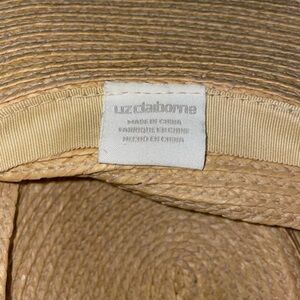 liz claiborne
MADE IN CHINA
FABRIQUE EN CHINE
HECHO EN CHINA